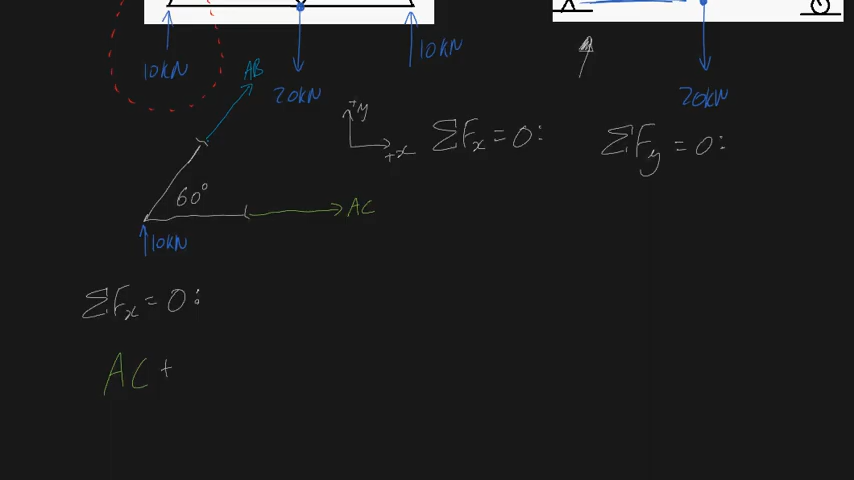 10kN
20kN
10kN
20kN
AB
+y
+x
ΣFx = 0:
ΣFy = 0:
60°
AC
10kN
ΣFx = 0:
AC +